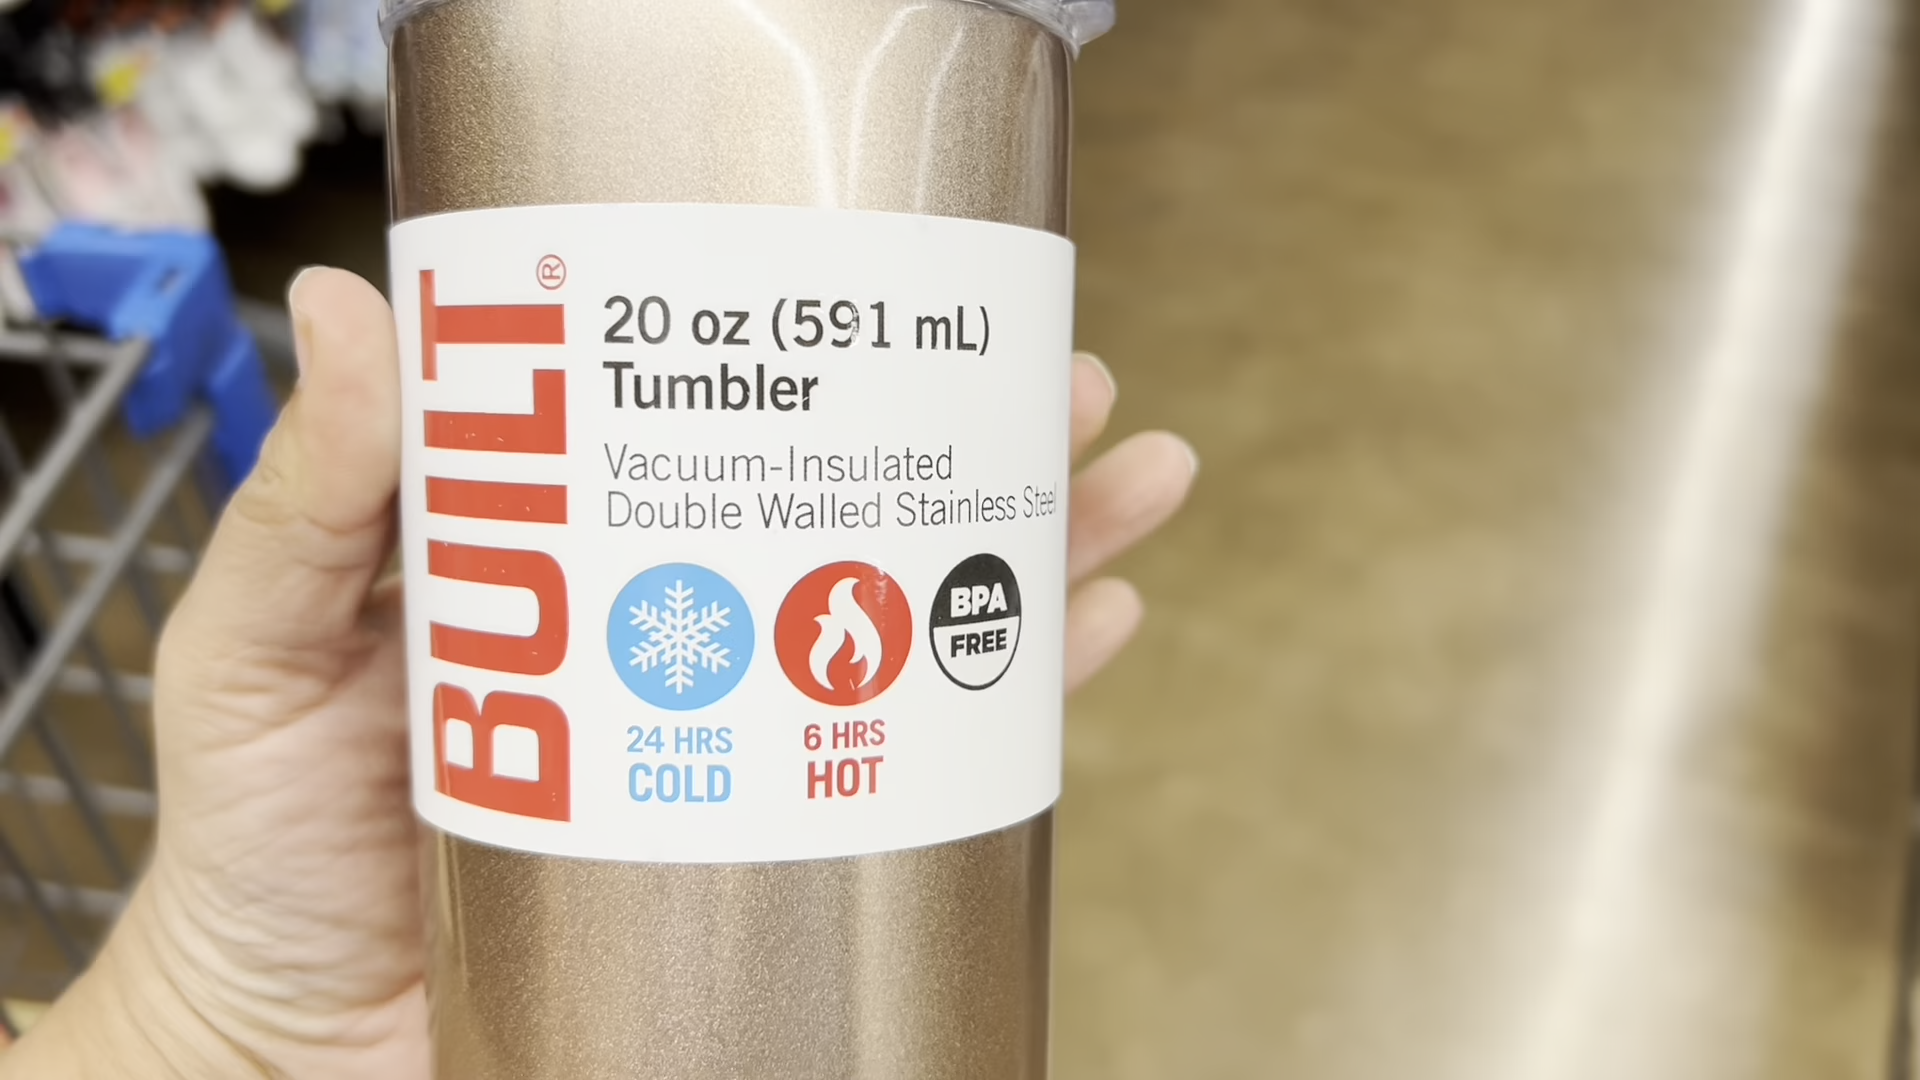 BUILT®
20 oz (591 mL)
Tumbler
Vacuum-Insulated
Double Walled Stainless Steel
24 HRS
COLD
6 HRS
HOT
BPA
FREE